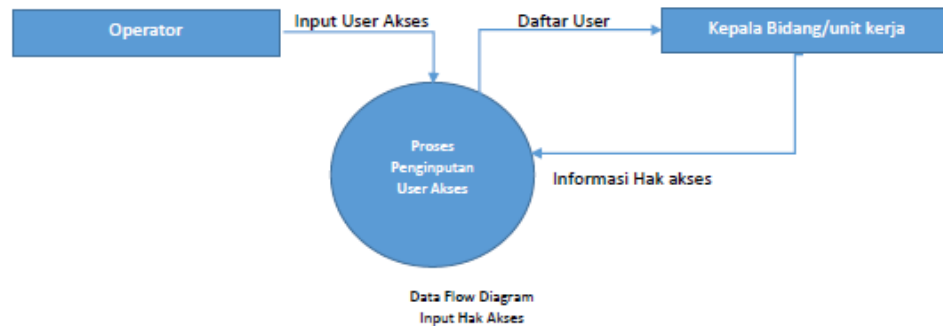 Input User Akses
Daftar User
Operator
Kepala Bidang/unit kerja
Proses
Penginputan
User Akses
Informasi Hak akses
Data Flow Diagram
Input Hak Akses